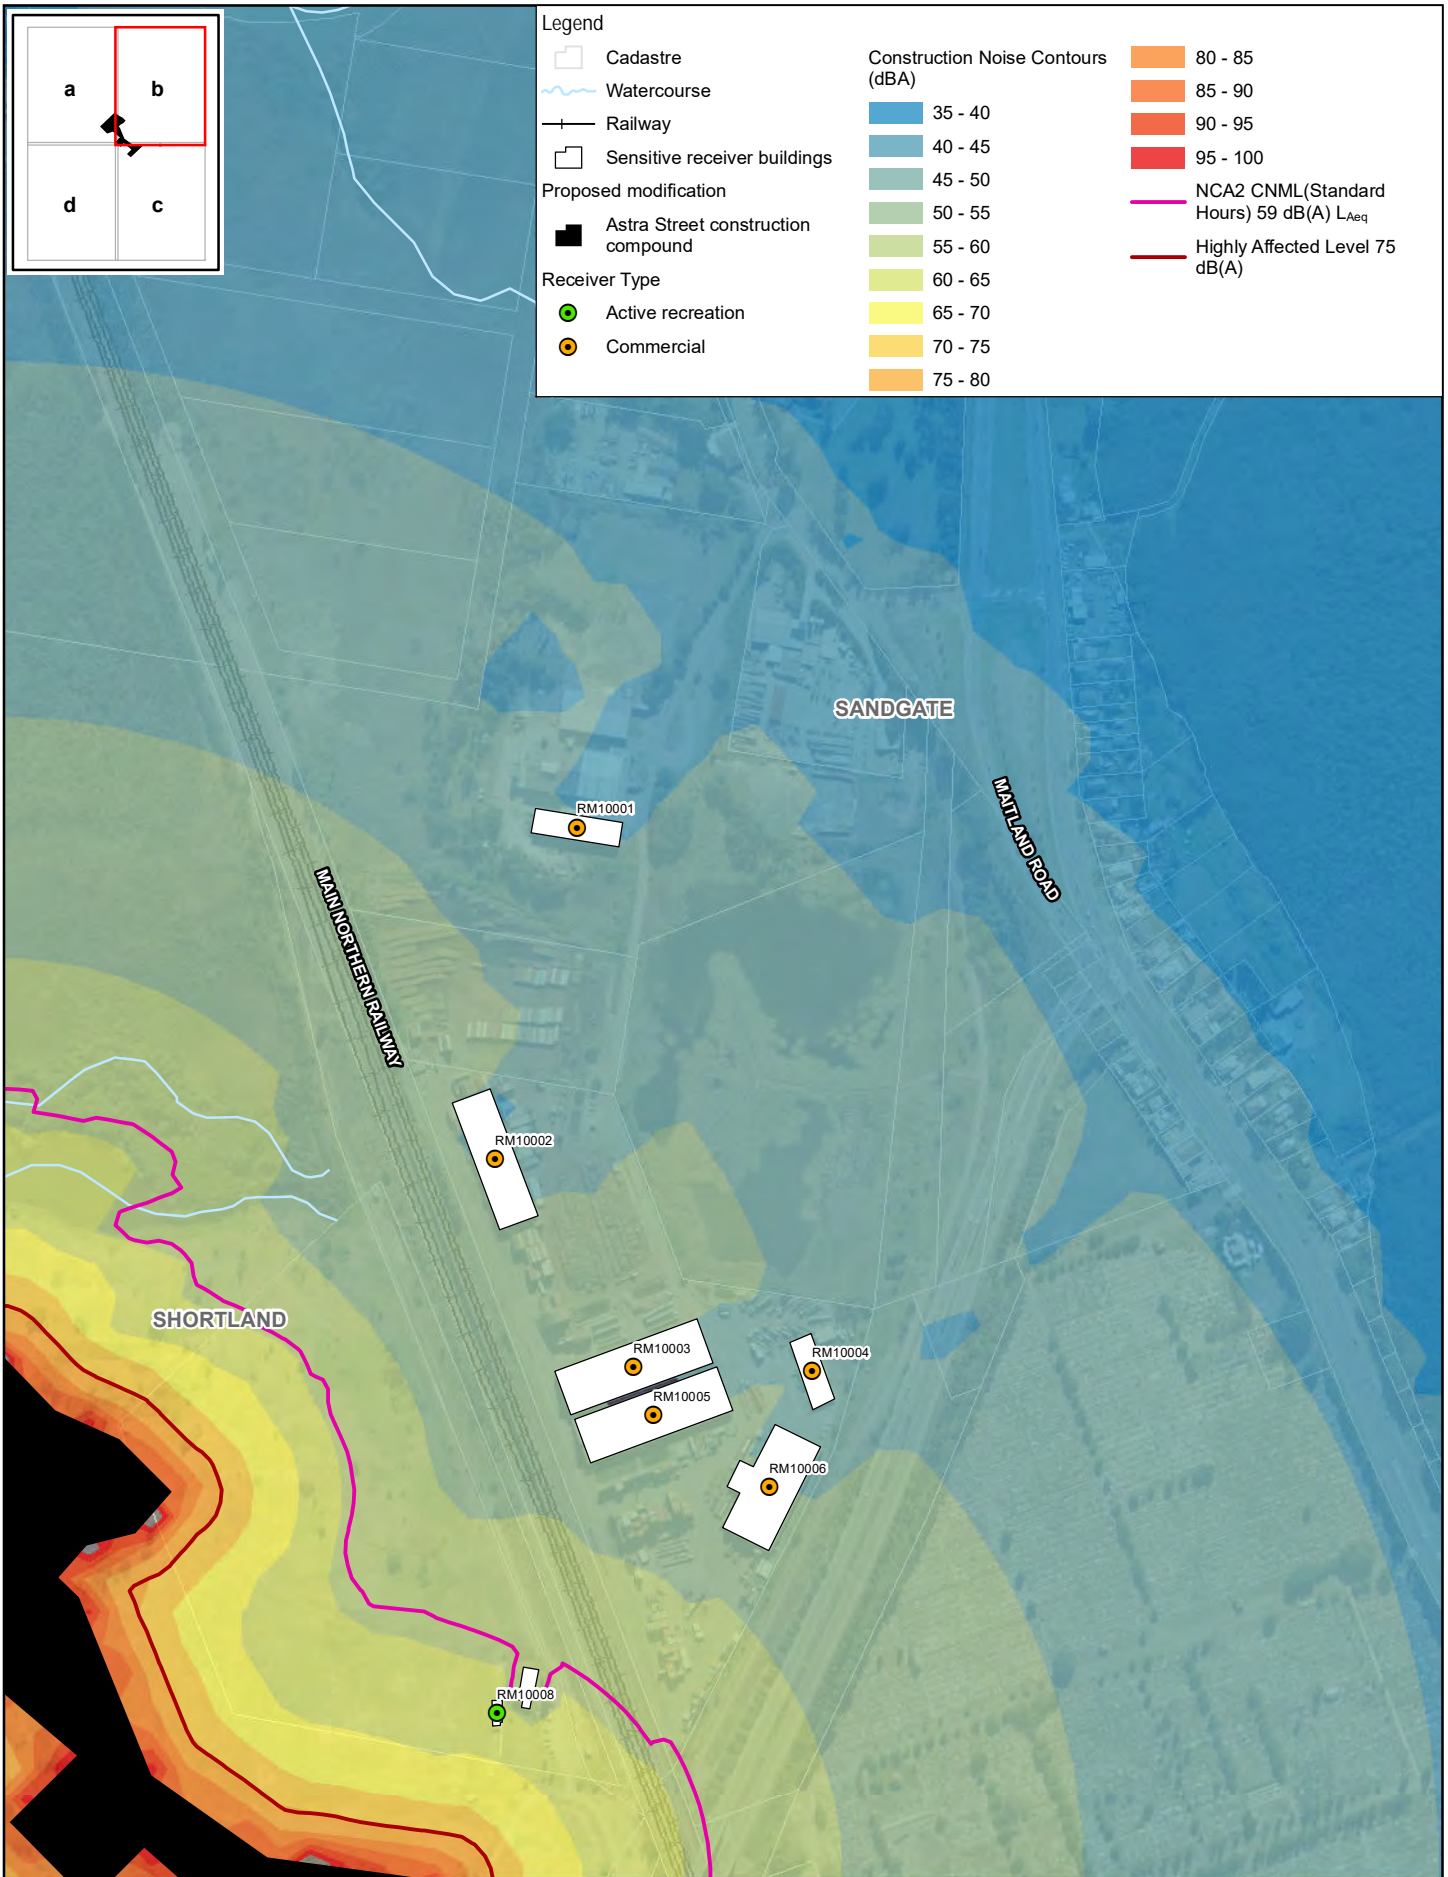 a
b
d
c
Legend
Cadastre
Watercourse
Railway
Sensitive receiver buildings
Proposed modification
Astra Street construction
compound
Receiver Type
Active recreation
Commercial
Construction Noise Contours
(dBA)
35 - 40
40 - 45
45 - 50
50 - 55
55 - 60
60 - 65
65 - 70
70 - 75
75 - 80
80 - 85
85 - 90
90 - 95
95 - 100
NCA2 CNML(Standard
Hours) 59 dB(A) LAeq
Highly Affected Level 75
dB(A)
SANDGATE
MAITLAND ROAD
RM10001
MAIN NORTHERN RAILWAY
RM10002
SHORTLAND
RM10003
RM10004
RM10005
RM10006
RM10008